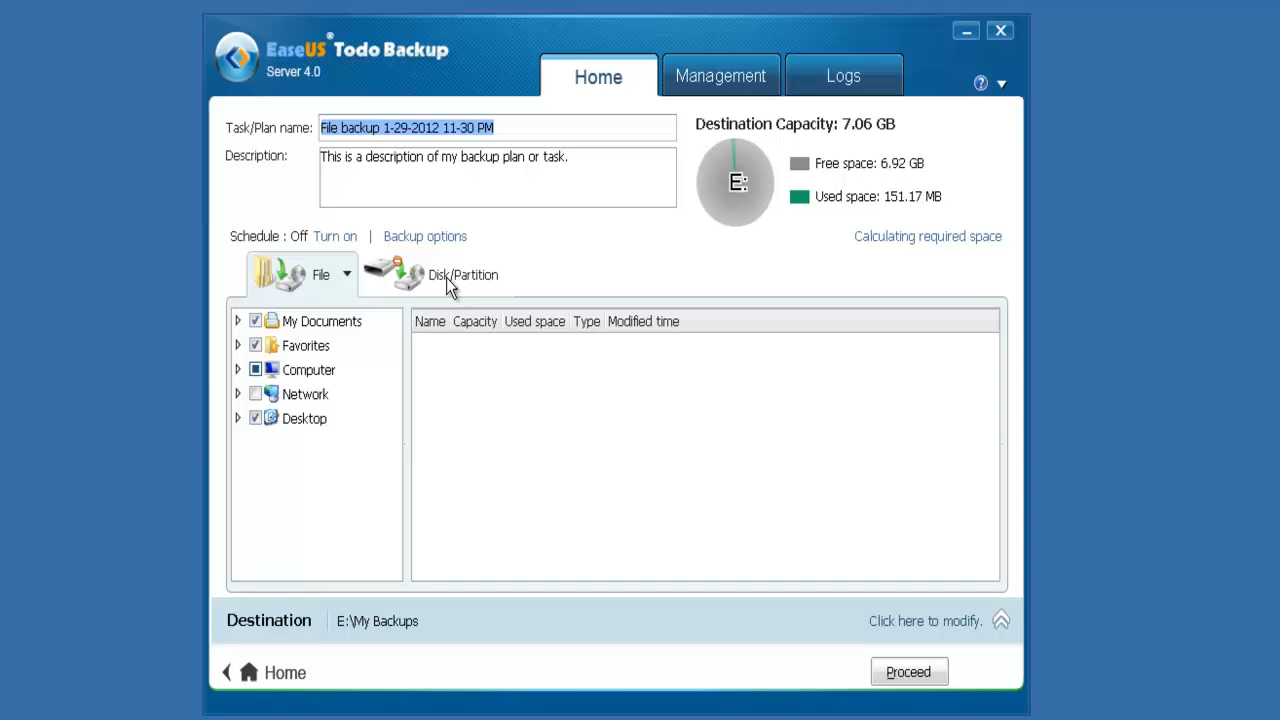 EaseUS® Todo Backup
Server 4.0
Home
Management
Logs
Task/Plan name:
File backup 1-29-2012 11-30 PM
Description:
This is a description of my backup plan or task.
Destination Capacity: 7.06 GB
E:
Free space: 6.92 GB
Used space: 151.17 MB
Schedule : Off Turn on | Backup options
Calculating required space
File
Disk/Partition
My Documents
Favorites
Computer
Network
Desktop
Name Capacity Used space Type Modified time
Destination
E:\My Backups
Click here to modify.
Home
Proceed